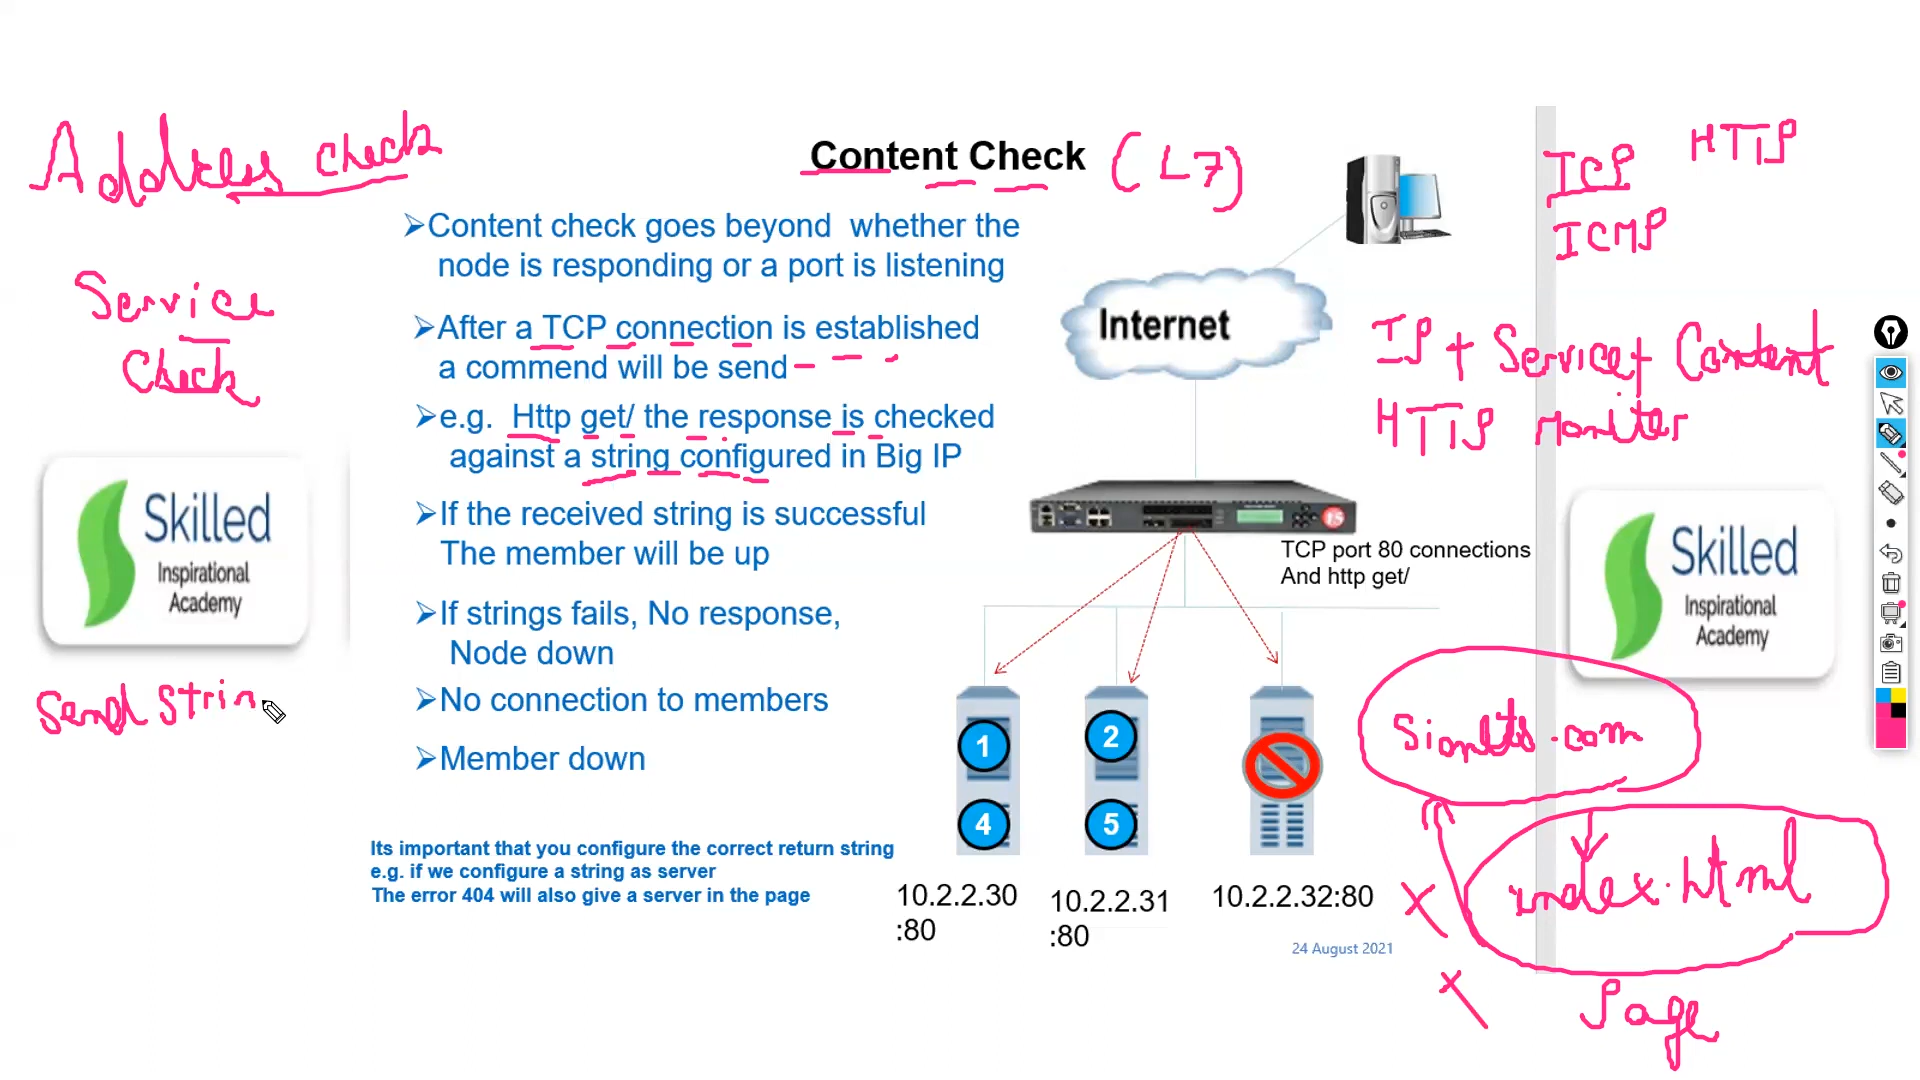 Address Check
Content Check (L7)
TCP
HTTP
ICMP
➢Content check goes beyond whether the
node is responding or a port is listening
Service
Check
➢After a TCP connection is established
a commend will be send
Internet
IP + Service+ Content
HTTP Moniter
➢e.g. Http get/ the response is checked
against a string configured in Big IP
➢If the received string is successful
The member will be up
f5
TCP port 80 connections
And http get/
Skilled
Inspirational
Academy
Skilled
Inspirational
Academy
➢If strings fails, No response,
Node down
Send Strin
➢No connection to members
➢Member down
1
2
4
5
.com
index.html
Its important that you configure the correct return string
e.g. if we configure a string as server
The error 404 will also give a server in the page
10.2.2.30
:80
10.2.2.31
:80
10.2.2.32:80
24 August 2021
Page